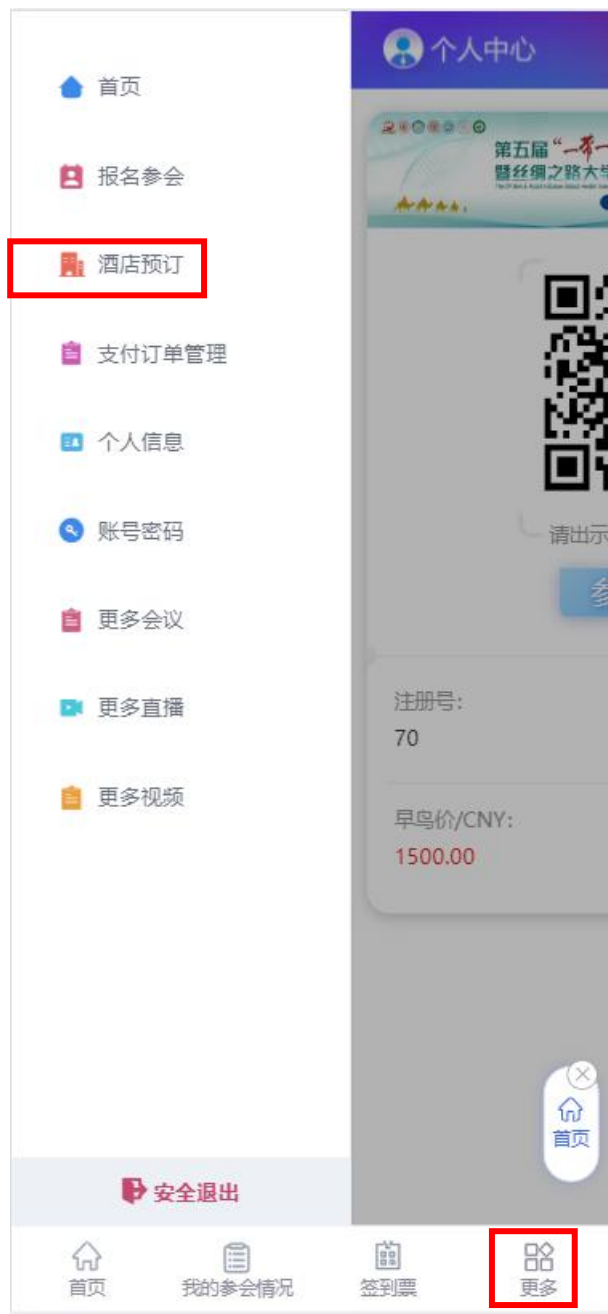 个人中心
首页
报名参会
酒店预订
支付订单管理
个人信息
账号密码
更多会议
更多直播
更多视频
安全退出
第五届“一带一
暨丝绸之路大学
请出示
注册号:
70
早鸟价/CNY:
1500.00
首页
首页
我的参会情况
签到票
更多